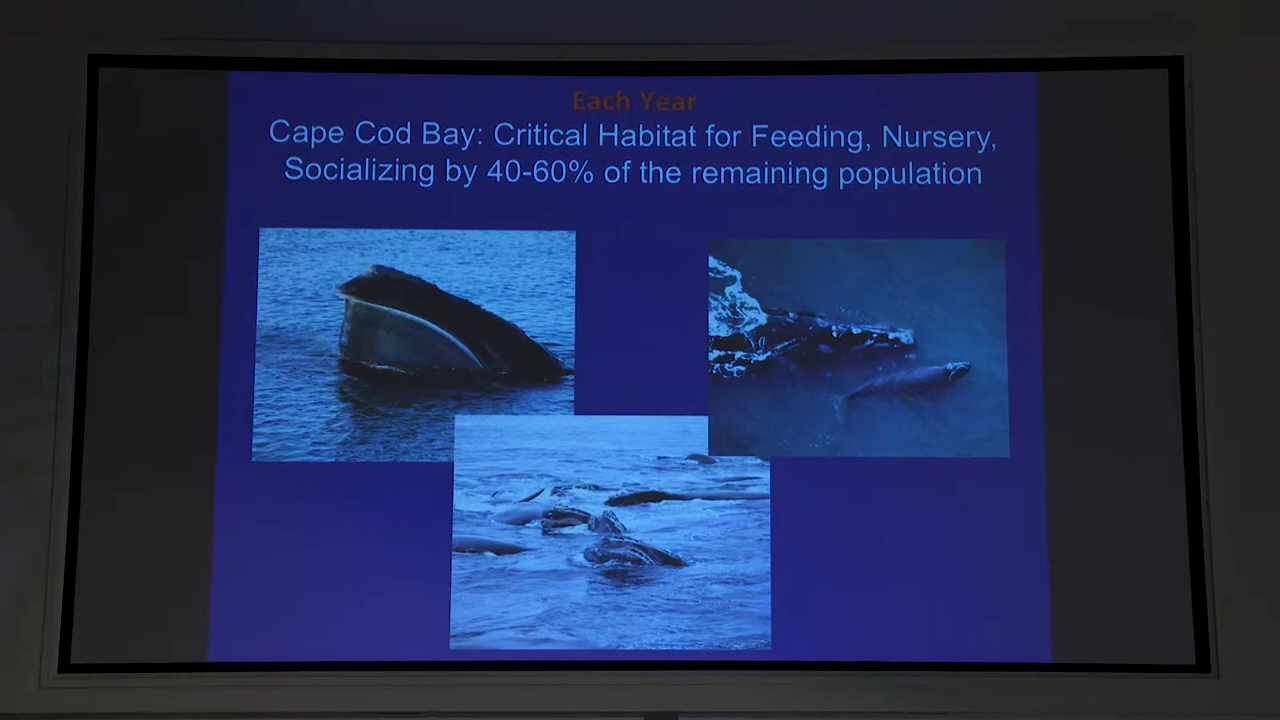 Each Year
Cape Cod Bay: Critical Habitat for Feeding, Nursery,
Socializing by 40-60% of the remaining population